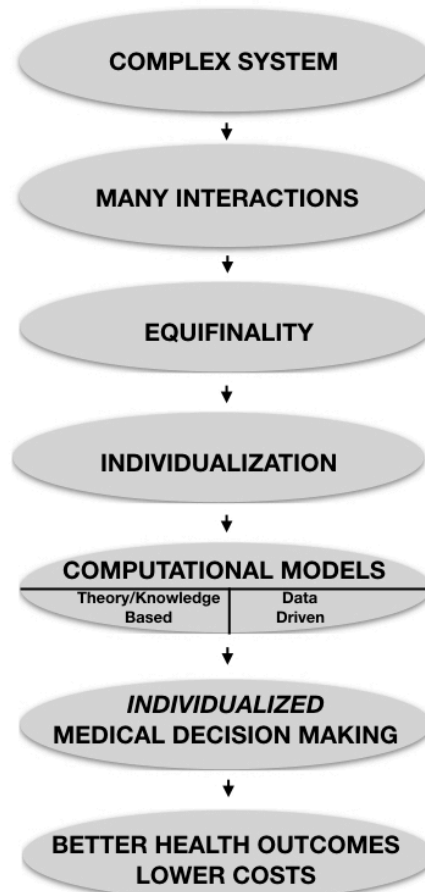 COMPLEX SYSTEM
MANY INTERACTIONS
EQUIFINALITY
INDIVIDUALIZATION
COMPUTATIONAL MODELS
Theory/Knowledge
Based
Data
Driven
INDIVIDUALIZED
MEDICAL DECISION MAKING
BETTER HEALTH OUTCOMES
LOWER COSTS